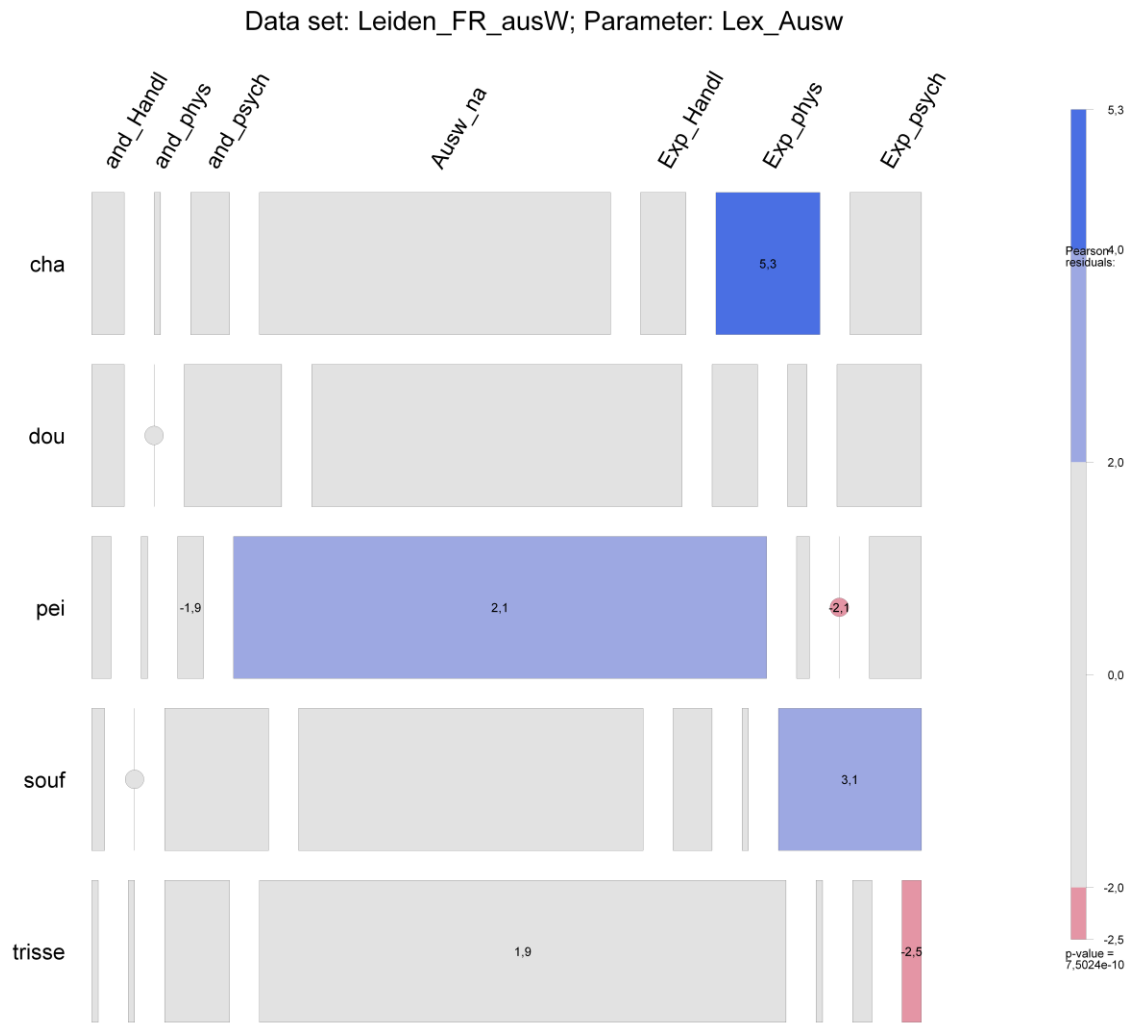 Data set: Leiden_FR_ausW; Parameter: Lex_Ausw
and_Handl
and_phys
and_psych
Ausw_na
Exp_Handl
Exp_phys
Exp_psych
cha
5,3
dou
pei
-1,9
2,1
-2,1
souf
3,1
trisse
1,9
-2,5
5,3
4,0
Pearson
residuals:
2,0
0,0
-2,0
-2,5
p-value =
7,5024e-10